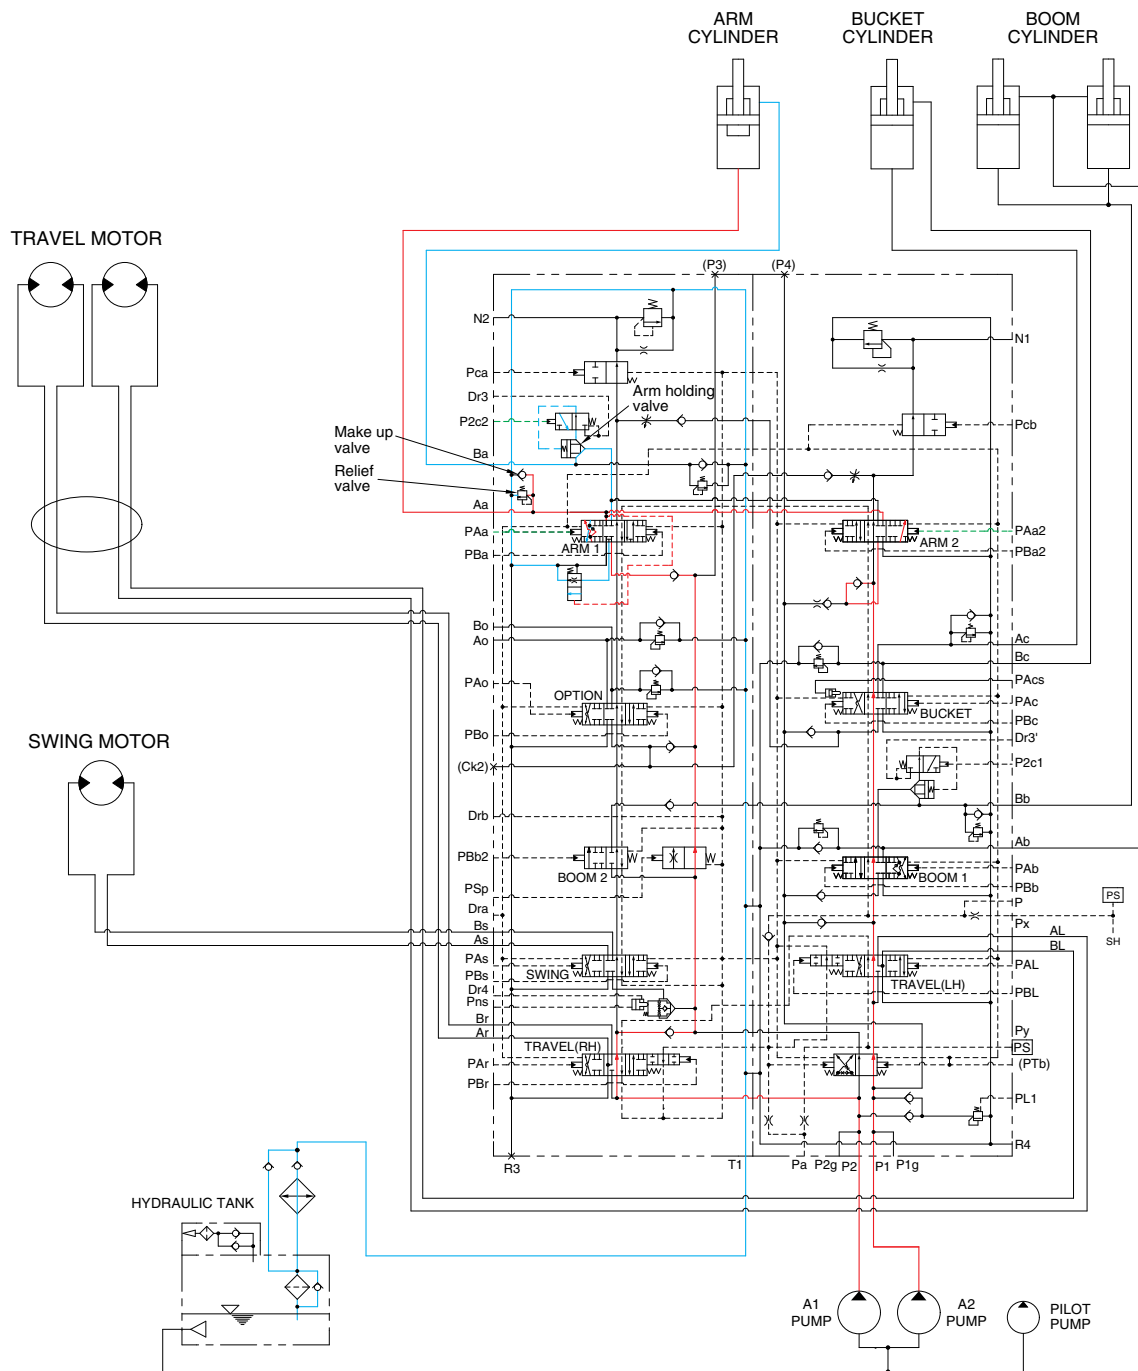 ARM
CYLINDER
BUCKET
CYLINDER
BOOM
CYLINDER
TRAVEL MOTOR
(P3)
(P4)
N2
N1
Pca
Dr3
Arm holding
valve
P2c2
Pcb
Make up
valve
Ba
Relief
valve
Aa
PAa
ARM 1
ARM 2
PAa2
PBa
PBa2
Bo
Ao
Ac
Bc
PAo
OPTION
PAcs
PAc
BUCKET
PBc
PBo
Dr3'
SWING MOTOR
(Ck2)
P2c1
Bb
Drb
Ab
PBb2
BOOM 2
BOOM 1
PAb
PSp
PBb
PS
Dra
P
Px
Bs
AL
SH
As
BL
PAs
PAL
PBs
SWING
TRAVEL(LH)
Dr4
PBL
Pns
Br
Ar
Py
TRAVEL(RH)
PS
PAr
(PTb)
PBr
PL1
R4
R3
T1
Pa
P2g
P2
P1
P1g
HYDRAULIC TANK
A1
PUMP
A2
PUMP
PILOT
PUMP